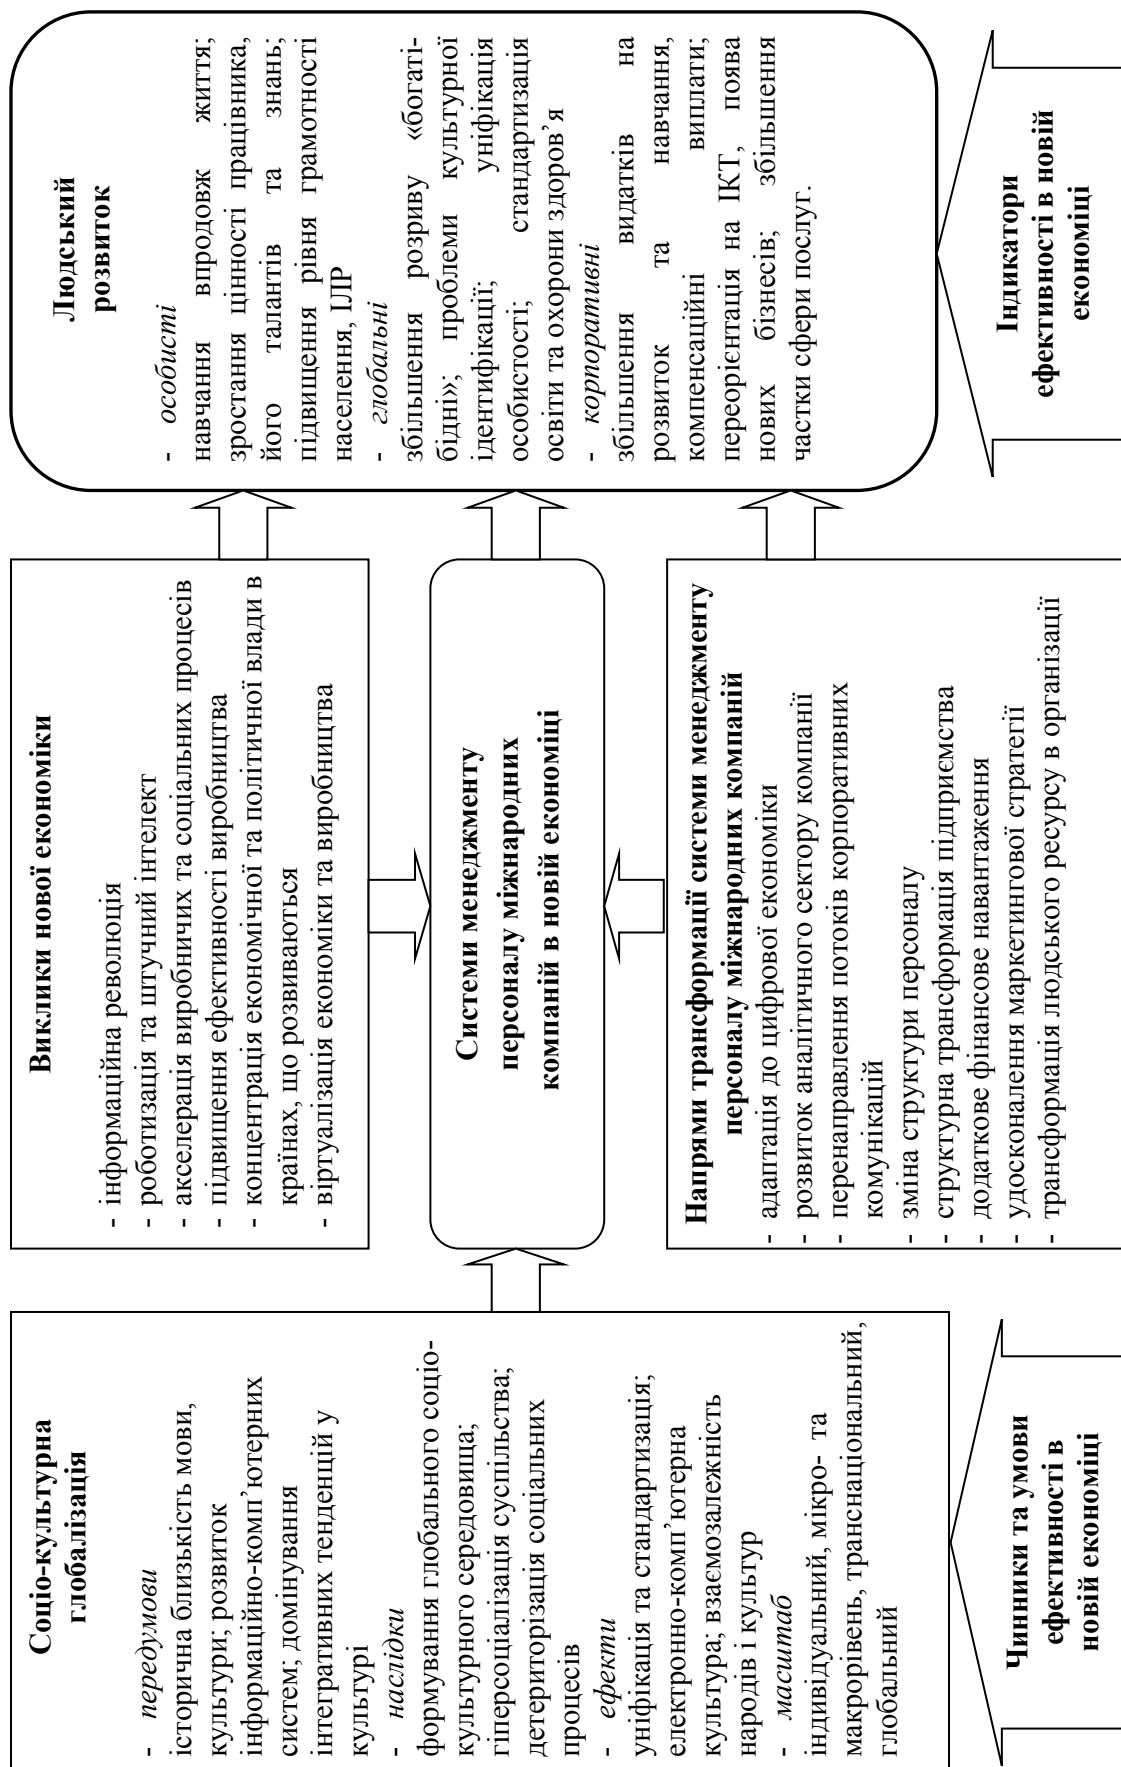 Соціо-культурна
глобалізація
- передумови
історична близькість мови,
культури; розвиток
інформаційно-комп’ютерних
систем; домінування
інтегративних тенденцій у
культурі
- наслідки
формування глобального соціо-
культурного середовища;
гіперсоціалізація суспільства;
детериторізація соціальних
процесів
- ефекти
уніфікація та стандартизація;
електронно-комп’ютерна
культура; взаємозалежність
народів і культур
- масштаб
індивідуальний, мікро- та
макрорівень, транснаціональний,
глобальний
Чинники та умови
ефективності в
новій економіці
Виклики нової економіки
- інформаційна революція
- роботизація та штучний інтелект
- акселерація виробничих та соціальних процесів
- підвищення ефективності виробництва
- концентрація економічної та політичної влади в
країнах, що розвиваються
- віртуалізація економіки та виробництва
Системи менеджменту
персоналу міжнародних
компаній в новій економіці
Напрями трансформації системи менеджменту
персоналу міжнародних компаній
- адаптація до цифрової економіки
- розвиток аналітичного сектору компанії
- перенаправлення потоків корпоративних
комунікацій
- зміна структури персоналу
- структурна трансформація підприємства
- додаткове фінансове навантаження
- удосконалення маркетингової стратегії
- трансформація людського ресурсу в організації
Людський
розвиток
- особисті
навчання впродовж життя;
зростання цінності працівника,
його талантів та знань;
підвищення рівня грамотності
населення, ІЛР
- глобальні
збільшення розриву «богаті-
бідні»; проблеми культурної
ідентифікації; уніфікація
особистості; стандартизація
освіти та охорони здоров’я
- корпоративні
збільшення видатків на
розвиток та навчання,
компенсаційні виплати;
переорієнтація на ІКТ, поява
нових бізнесів; збільшення
частки сфери послуг.
Індикатори
ефективності в новій
економіці